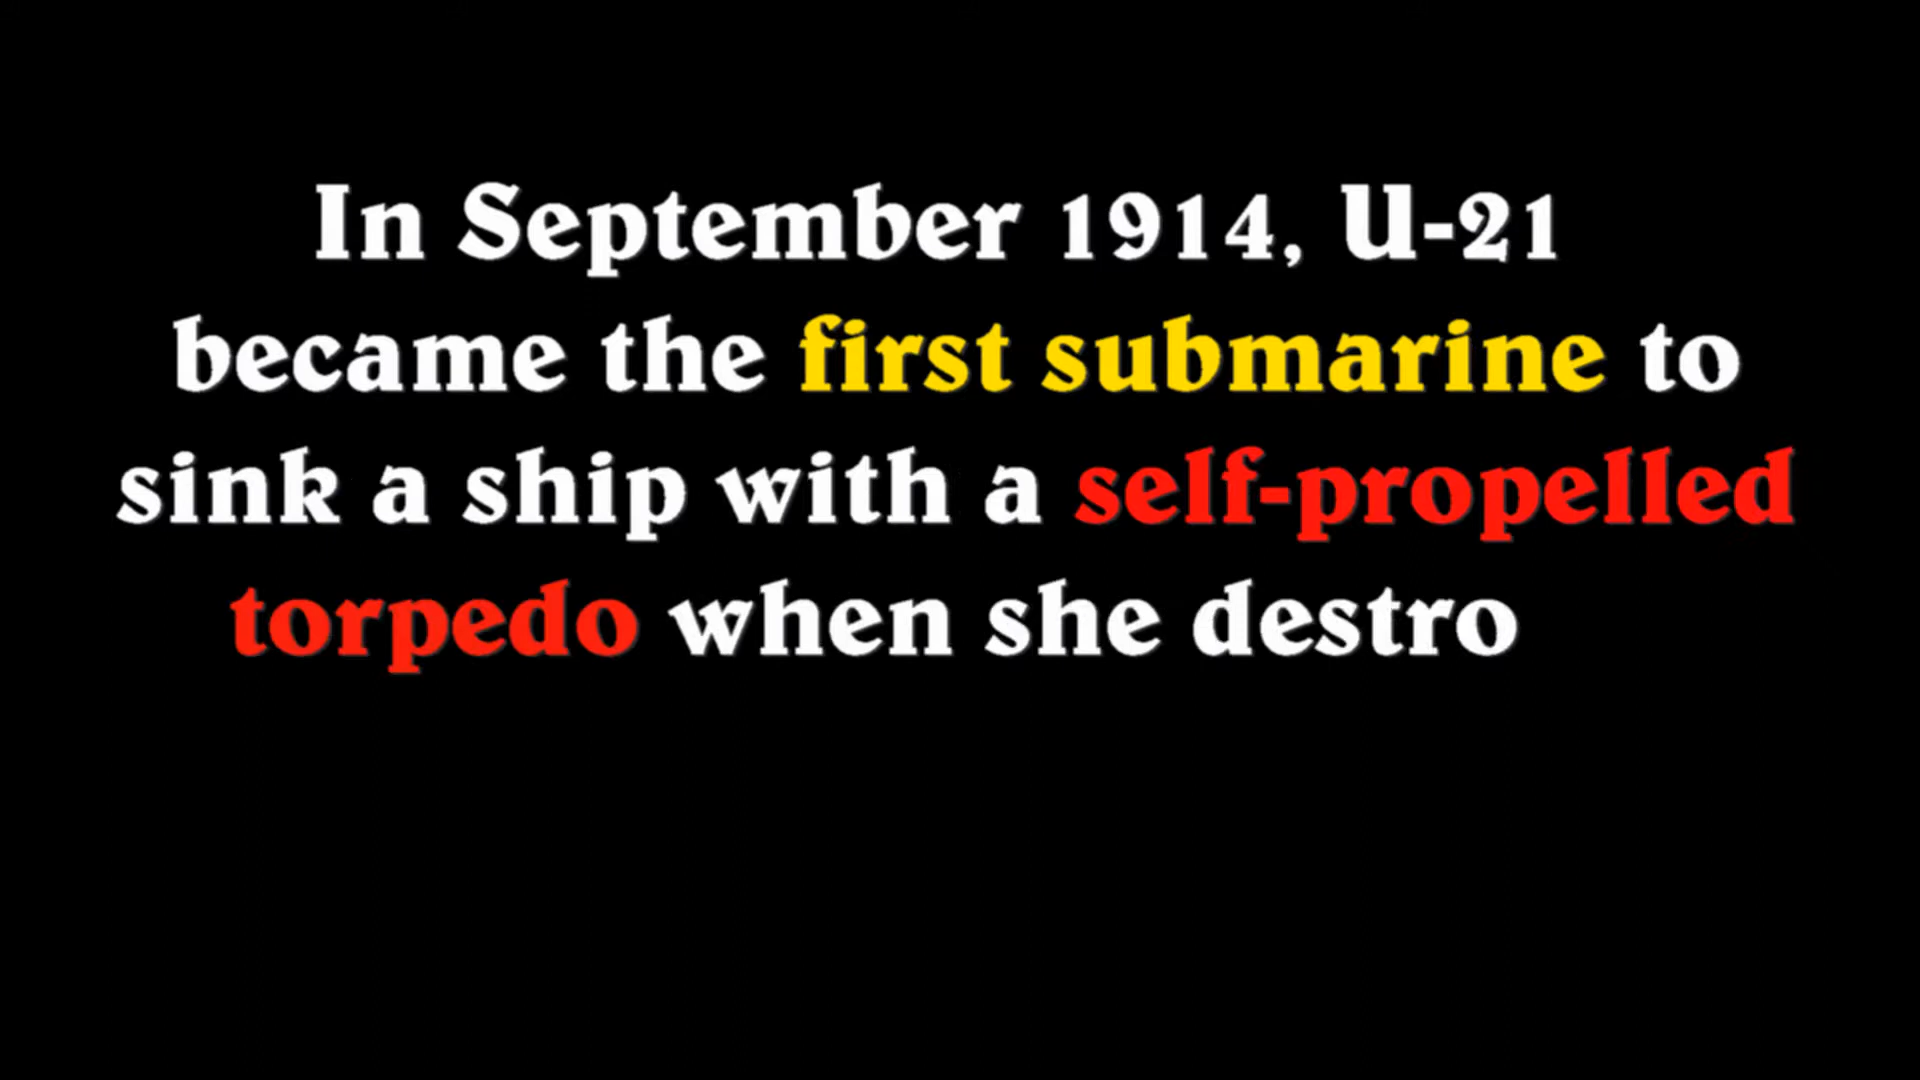 In September 1914, U-21
became the first submarine to
sink a ship with a self-propelled
torpedo when she destro